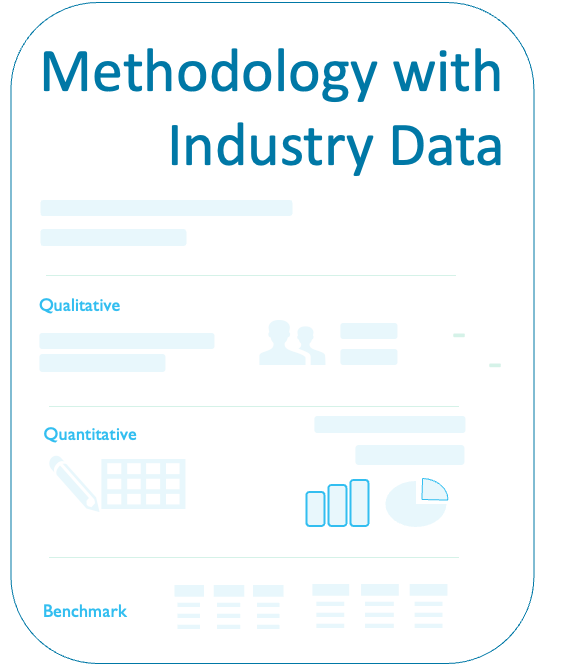 Methodology with
Industry Data
Qualitative
Quantitative
Benchmark